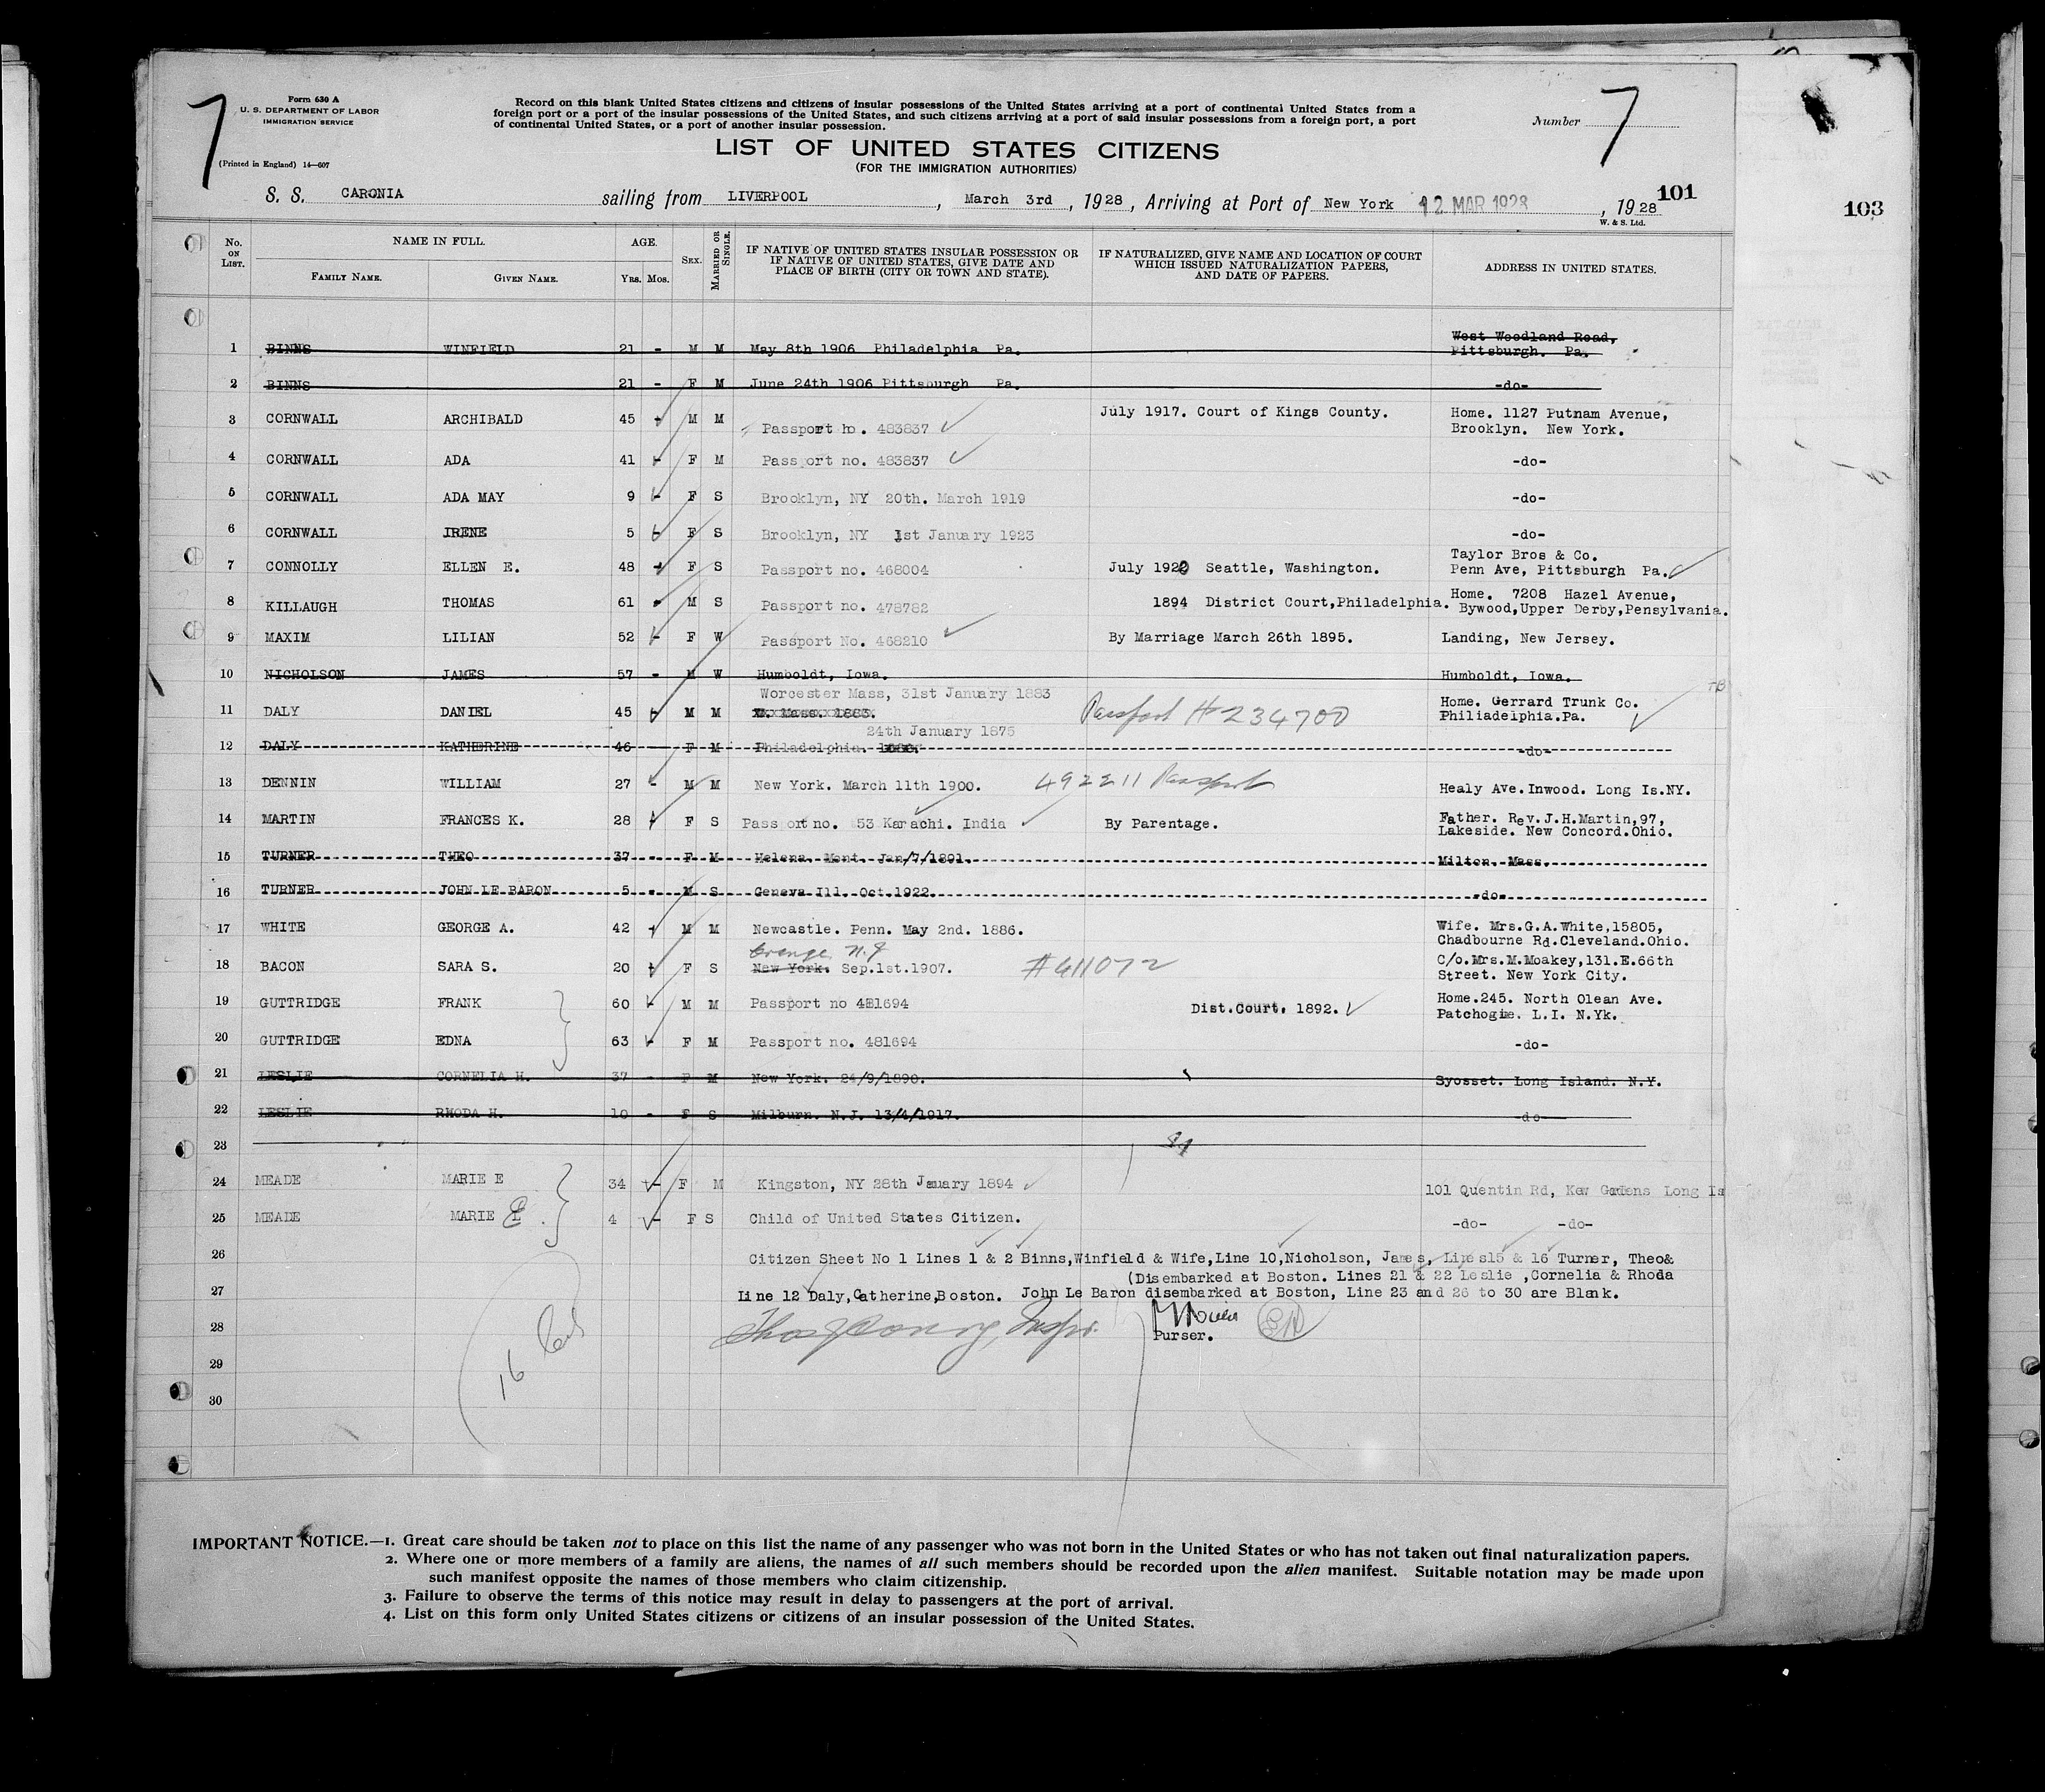 7
Form 630 A
U. S. DEPARTMENT OF LABOR
IMMIGRATION SERVICE
(Printed in England) 14—607
Record on this blank United States citizens and citizens of insular possessions of the United States arriving at a port of continental United States from a
foreign port or a port of the insular possessions of the United States, and such citizens arriving at a port of said insular possessions from a foreign port, a port
of continental United States, or a port of another insular possession.
Number 7
LIST OF UNITED STATES CITIZENS
(FOR THE IMMIGRATION AUTHORITIES)
S. S. CARONIA sailing from LIVERPOOL, March 3rd, 1928, Arriving at Port of New York 12 MAR 1928, 1928
101
103
W. & S. Ltd.
No. ON LIST. NAME IN FULL. FAMILY NAME. GIVEN NAME. AGE. Yrs. Mos. SEX. MARRIED OR SINGLE. IF NATIVE OF UNITED STATES INSULAR POSSESSION OR IF NATIVE OF UNITED STATES, GIVE DATE AND PLACE OF BIRTH (CITY OR TOWN AND STATE). IF NATURALIZED, GIVE NAME AND LOCATION OF COURT WHICH ISSUED NATURALIZATION PAPERS, AND DATE OF PAPERS. ADDRESS IN UNITED STATES.
1 BINNS WINFIELD 21 - M M May 8th 1906 Philadelphia Pa. West Woodland Road, Pittsburgh. Pa.
2 BINNS 21 - F M June 24th 1906 Pittsburgh Pa. -do-
3 CORNWALL ARCHIBALD 45 - M M Passport no. 483837 July 1917. Court of Kings County. Home. 1127 Putnam Avenue, Brooklyn. New York.
4 CORNWALL ADA 41 - F M Passport no. 483837 -do-
5 CORNWALL ADA MAY 9 - F S Brooklyn, NY 20th. March 1919 -do-
6 CORNWALL IRENE 5 - F S Brooklyn, NY 1st January 1923 -do-
7 CONNOLLY ELLEN E. 48 - F S Passport no. 468004 July 1920 Seattle, Washington. Taylor Bros & Co. Penn Ave, Pittsburgh Pa.
8 KILLAUGH THOMAS 61 - M S Passport no. 478782 1894 District Court,Philadelphia. Home. 7208 Hazel Avenue, Bywood,Upper Derby,Pensylvania.
9 MAXIM LILIAN 52 - F W Passport No. 468210 By Marriage March 26th 1895. Landing, New Jersey.
10 NICHOLSON JAMES 57 - M W Humboldt, Iowa. Humboldt, Iowa.
11 DALY DANIEL 45 - M M Worcester Mass, 31st January 1883 Mass. 1883. Passport # 234700 Home. Gerrard Trunk Co. Philiadelphia.Pa.
12 DALY KATHERINE 46 F M 24th January 1875 Philadelphia. -do-
13 DENNIN WILLIAM 27 - M M New York. March 11th 1900. 492211 Passport Healy Ave.Inwood. Long Is.NY.
14 MARTIN FRANCES K. 28 - F S Passport no. 53 Karachi. India By Parentage. Father. Rev.J.H.Martin,97, Lakeside. New Concord.Ohio.
15 TURNER THEO 37 - F M Helena. Mont. Jan/7/1891. Milton. Mass.
16 TURNER JOHN LE BARON 5 - M S Geneva Ill. Oct.1922. -do-
17 WHITE GEORGE A. 42 - M M Newcastle. Penn. May 2nd. 1886. Wife. Mrs.G.A.White,15805, Chadbourne Rd.Cleveland.Ohio.
18 BACON SARA S. 20 - F S Orange N.J New York. Sep.1st.1907. #411072 C/o.Mrs.M.Moakey,131.E.66th Street. New York City.
19 GUTTRIDGE FRANK 60 - M M Passport no 481694 Dist.Court. 1892. Home.245. North Olean Ave. Patchogie. L.I. N.Yk.
20 GUTTRIDGE EDNA 63 - F M Passport no. 481694 -do-
21 LESLIE CORNELIA H. 37 - F M New York. 24/9/1890. Syosset. Long Island. N.Y.
22 LESLIE RHODA H. 10 - F S Milburn. N.J. 13/4/1917. -do-
23
24 MEADE MARIE E 34 - F M Kingston, NY 28th January 1894 101 Quentin Rd, Kew Gardens Long Is
25 MEADE MARIE E 4 - F S Child of United States Citizen. -do- -do-
26 Citizen Sheet No 1 Lines 1 & 2 Binns,Winfield & Wife,Line 10,Nicholson, James, Lines15 & 16 Turner, Theo&
(Disembarked at Boston. Lines 21 & 22 Leslie ,Cornelia & Rhoda
27 Line 12 Daly,Catherine,Boston. John Le Baron disembarked at Boston, Line 23 and 26 to 30 are Blank.
28 Purser.
29
16
30
IMPORTANT NOTICE.—1. Great care should be taken not to place on this list the name of any passenger who was not born in the United States or who has not taken out final naturalization papers.
2. Where one or more members of a family are aliens, the names of all such members should be recorded upon the alien manifest. Suitable notation may be made upon
such manifest opposite the names of those members who claim citizenship.
3. Failure to observe the terms of this notice may result in delay to passengers at the port of arrival.
4. List on this form only United States citizens or citizens of an insular possession of the United States.